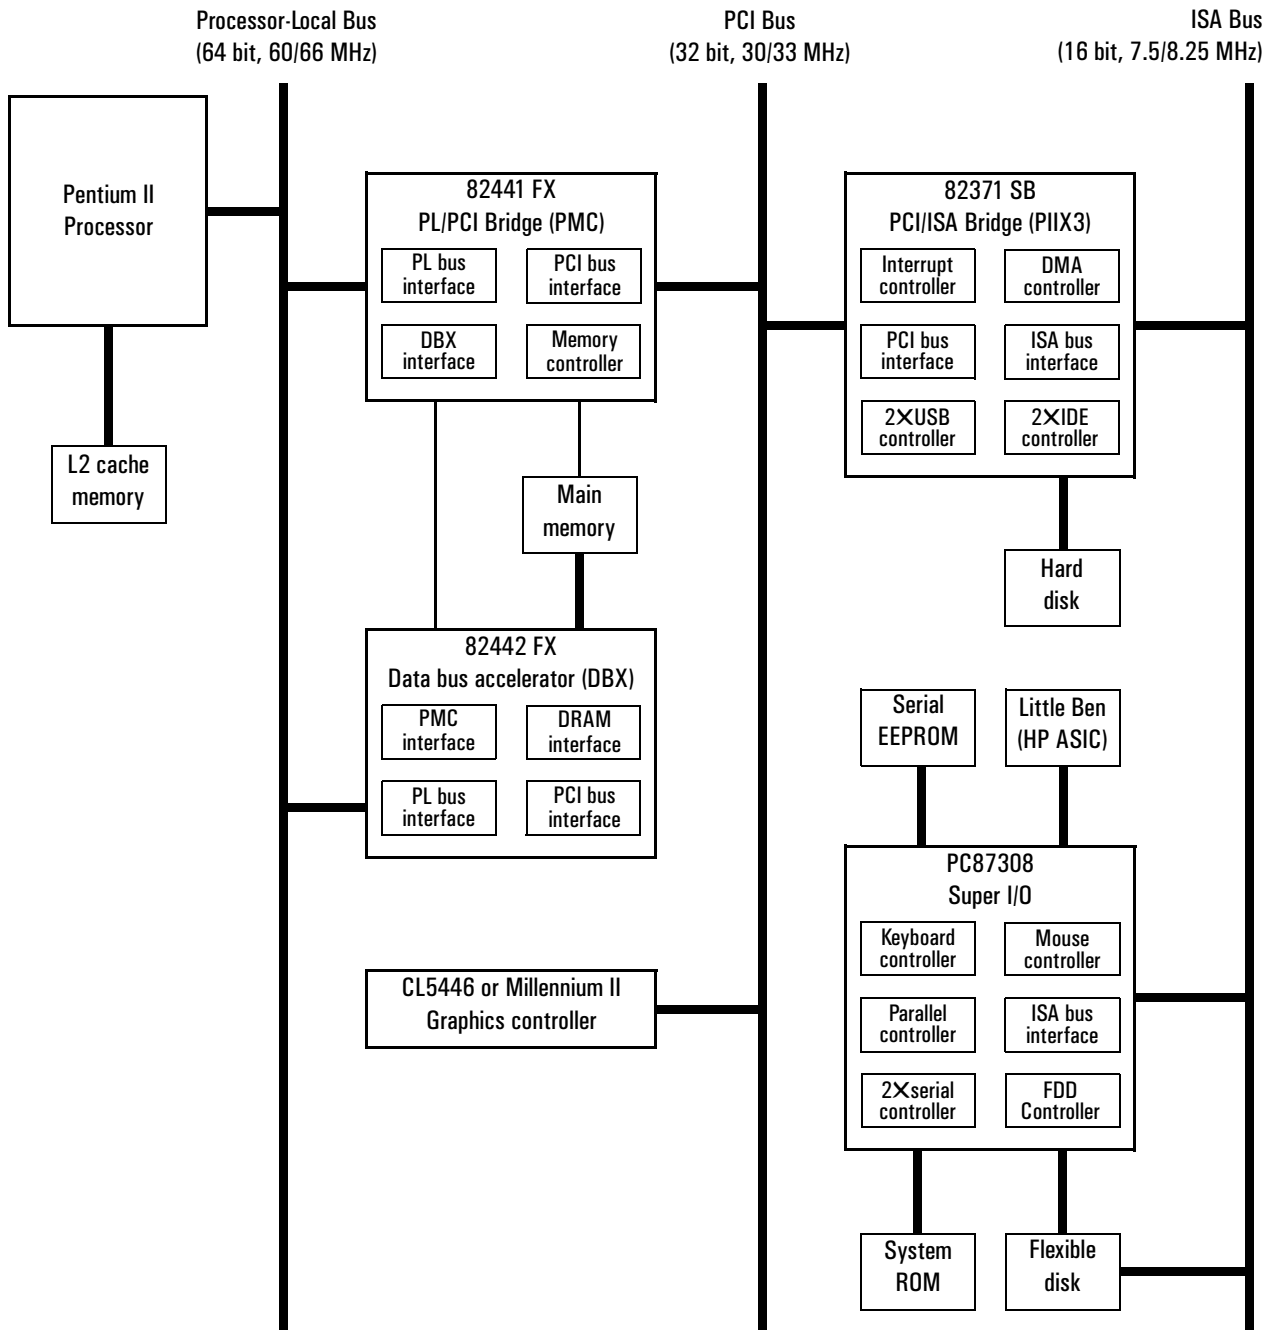 Processor-Local Bus
(64 bit, 60/66 MHz)
PCI Bus
(32 bit, 30/33 MHz)
ISA Bus
(16 bit, 7.5/8.25 MHz)
Pentium II
Processor
L2 cache
memory
82441 FX
PL/PCI Bridge (PMC)
PL bus
interface
PCI bus
interface
DBX
interface
Memory
controller
Main
memory
82442 FX
Data bus accelerator (DBX)
PMC
interface
DRAM
interface
PL bus
interface
PCI bus
interface
CL5446 or Millennium II
Graphics controller
82371 SB
PCI/ISA Bridge (PIIX3)
Interrupt
controller
DMA
controller
PCI bus
interface
ISA bus
interface
2×USB
controller
2×IDE
controller
Hard
disk
Serial
EEPROM
Little Ben
(HP ASIC)
PC87308
Super I/O
Keyboard
controller
Mouse
controller
Parallel
controller
ISA bus
interface
2×serial
controller
FDD
Controller
System
ROM
Flexible
disk